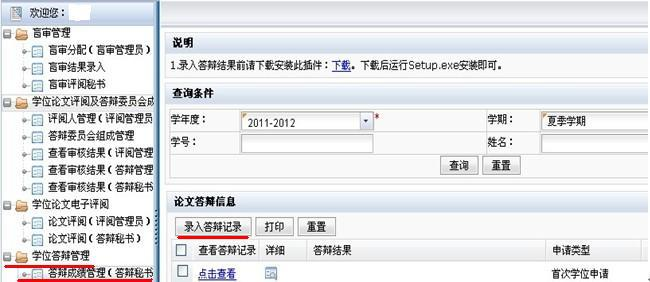 欢迎您：
盲审管理
盲审分配(盲审管理员)
盲审结果录入
盲审评阅秘书
学位论文评阅及答辩委员会成
评阅人管理(评阅管理员
答辩委员会组成管理
查看审核结果(评阅管理
查看审核结果(答辩管理
查看审核结果(答辩秘书
学位论文电子评阅
论文评阅(评阅管理员)
论文评阅(答辩秘书)
学位答辩管理
答辩成绩管理(答辩秘书
说明
1.录入答辩结果前请下载安装此插件：下载。下载后运行Setup.exe安装即可。
查询条件
学年度：
2011-2012
*
学期：
夏季学期
学号：
姓名：
查询
重置
论文答辩信息
录入答辩记录
打印
重置
查看答辩记录
详细
答辩结果
申请类型
点击查看
首次学位申请